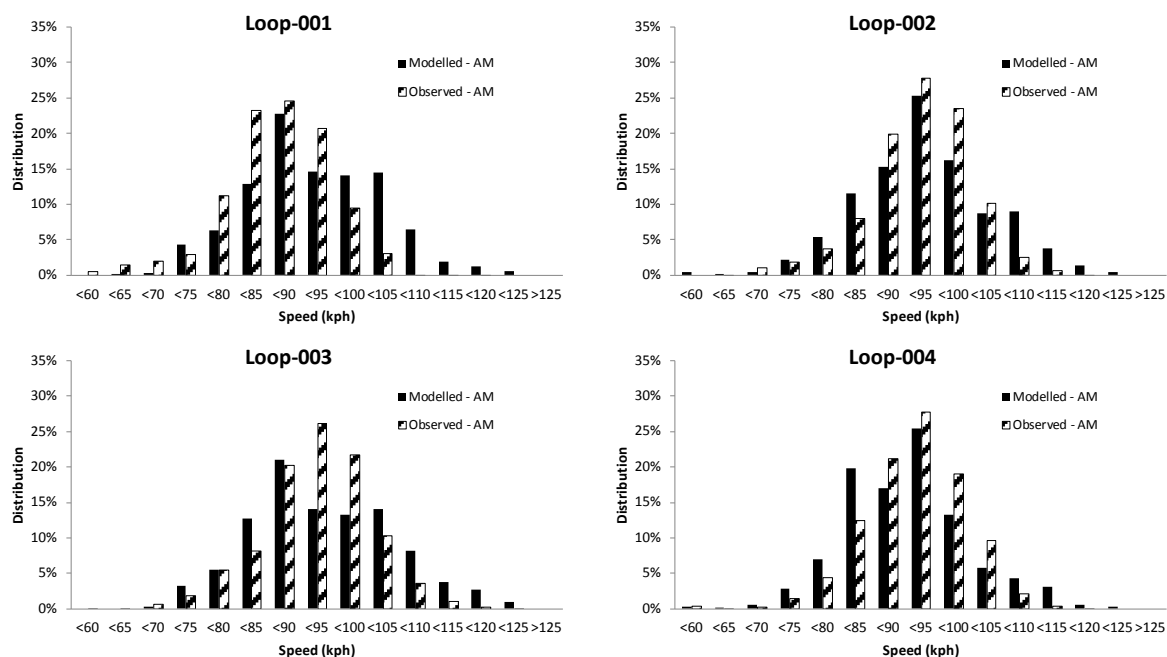 Loop-001
35%
30%
25%
20%
15%
10%
5%
0%
Distribution
Modelled - AM
Observed - AM
<60 <65 <70 <75 <80 <85 <90 <95 <100 <105 <110 <115 <120 <125 >125
Speed (kph)
Loop-002
35%
30%
25%
20%
15%
10%
5%
0%
Distribution
Modelled - AM
Observed - AM
<60 <65 <70 <75 <80 <85 <90 <95 <100 <105 <110 <115 <120 <125 >125
Speed (kph)
Loop-003
35%
30%
25%
20%
15%
10%
5%
0%
Distribution
Modelled - AM
Observed - AM
<60 <65 <70 <75 <80 <85 <90 <95 <100 <105 <110 <115 <120 <125 >125
Speed (kph)
Loop-004
35%
30%
25%
20%
15%
10%
5%
0%
Distribution
Modelled - AM
Observed - AM
<60 <65 <70 <75 <80 <85 <90 <95 <100 <105 <110 <115 <120 <125 >125
Speed (kph)